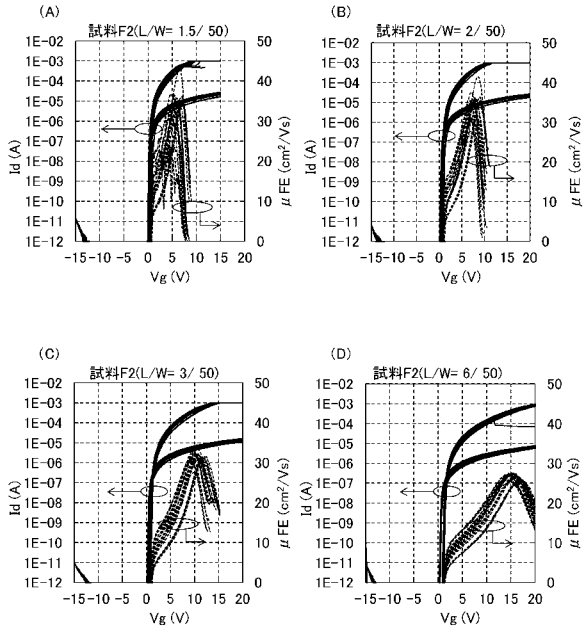 (A)
試料F2(L/W= 1.5/ 50)
1E-02
1E-03
1E-04
1E-05
1E-06
1E-07
1E-08
1E-09
1E-10
1E-11
1E-12
Id (A)
50
40
30
20
10
0
μFE (cm²/Vs)
-15 -10 -5 0 5 10 15 20
Vg (V)
(B)
試料F2(L/W= 2/ 50)
1E-02
1E-03
1E-04
1E-05
1E-06
1E-07
1E-08
1E-09
1E-10
1E-11
1E-12
Id (A)
50
40
30
20
10
0
μFE (cm²/Vs)
-15 -10 -5 0 5 10 15 20
Vg (V)
(C)
試料F2(L/W= 3/ 50)
1E-02
1E-03
1E-04
1E-05
1E-06
1E-07
1E-08
1E-09
1E-10
1E-11
1E-12
Id (A)
50
40
30
20
10
0
μFE (cm²/Vs)
-15 -10 -5 0 5 10 15 20
Vg (V)
(D)
試料F2(L/W= 6/ 50)
1E-02
1E-03
1E-04
1E-05
1E-06
1E-07
1E-08
1E-09
1E-10
1E-11
1E-12
Id (A)
50
40
30
20
10
0
μFE (cm²/Vs)
-15 -10 -5 0 5 10 15 20
Vg (V)